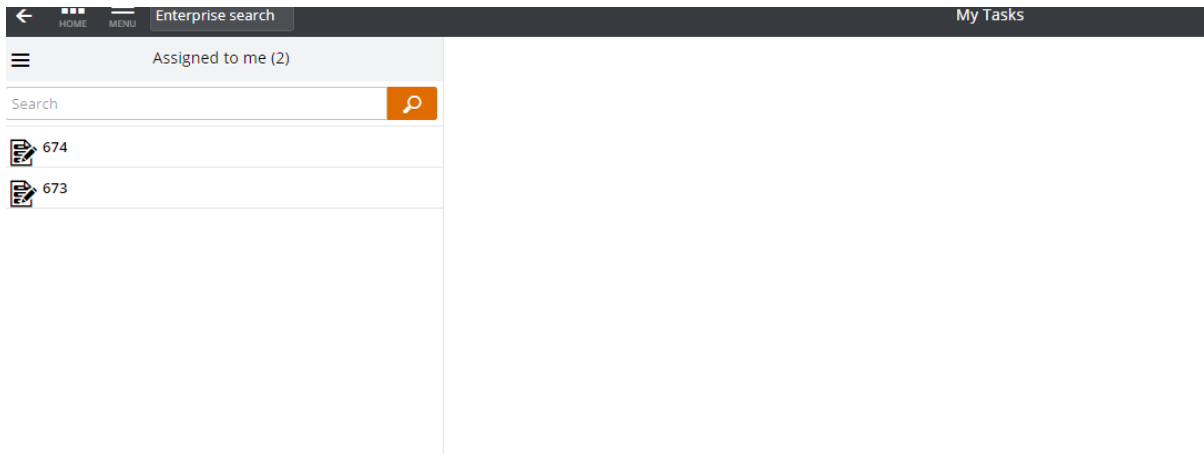 Enterprise search
My Tasks
HOME
MENU
Assigned to me (2)
Search
674
673